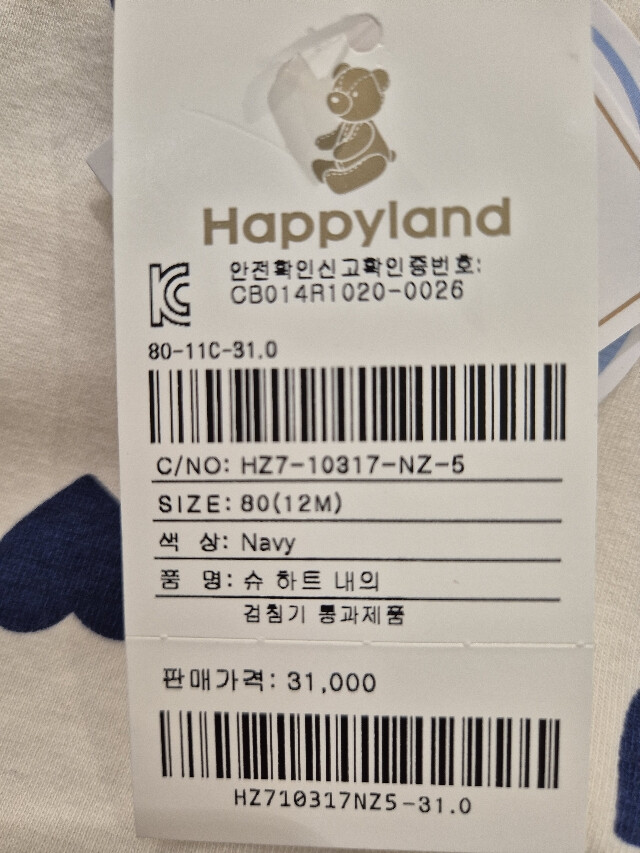 Happyland
안전확인신고확인증번호:
CB014R1020-0026
80-11C-31.0
C/NO: HZ7-10317-NZ-5
SIZE: 80(12M)
색 상: Navy
품 명: 슈 하트 내의
검침기 통과제품
판매가격: 31,000
HZ710317NZ5-31.0